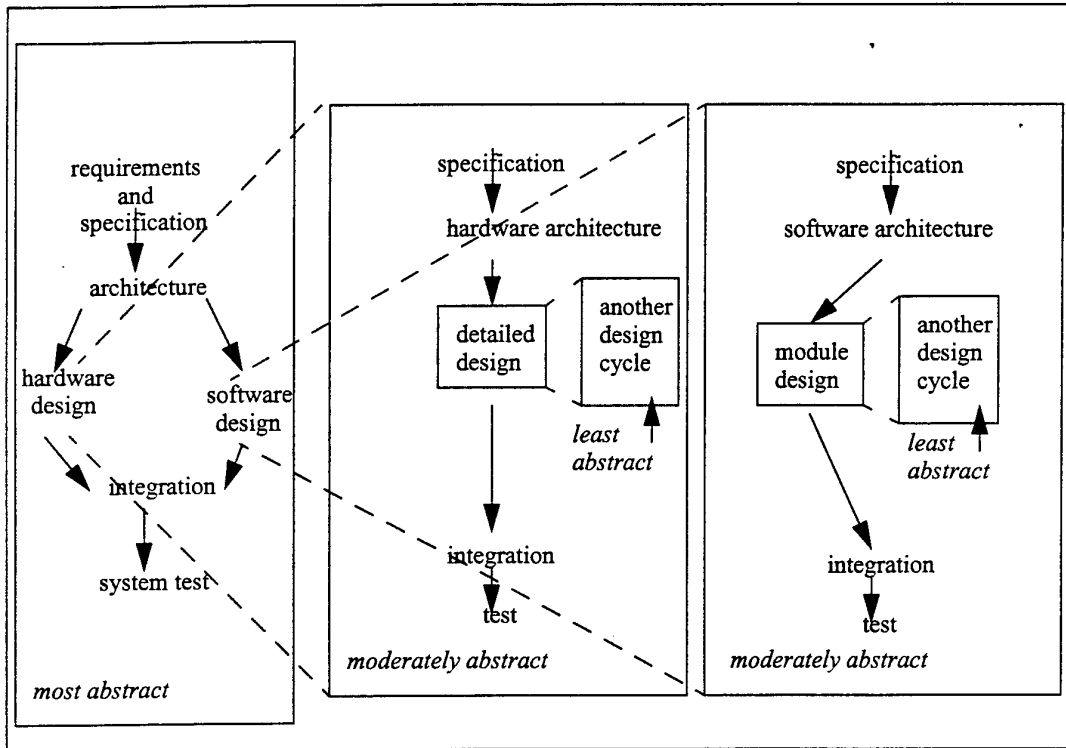 requirements
and
specification
architecture
hardware
design
software
design
integration
system test
most abstract
specification
hardware architecture
detailed
design
another
design
cycle
least
abstract
integration
test
moderately abstract
specification
software architecture
module
design
another
design
cycle
least
abstract
integration
test
moderately abstract